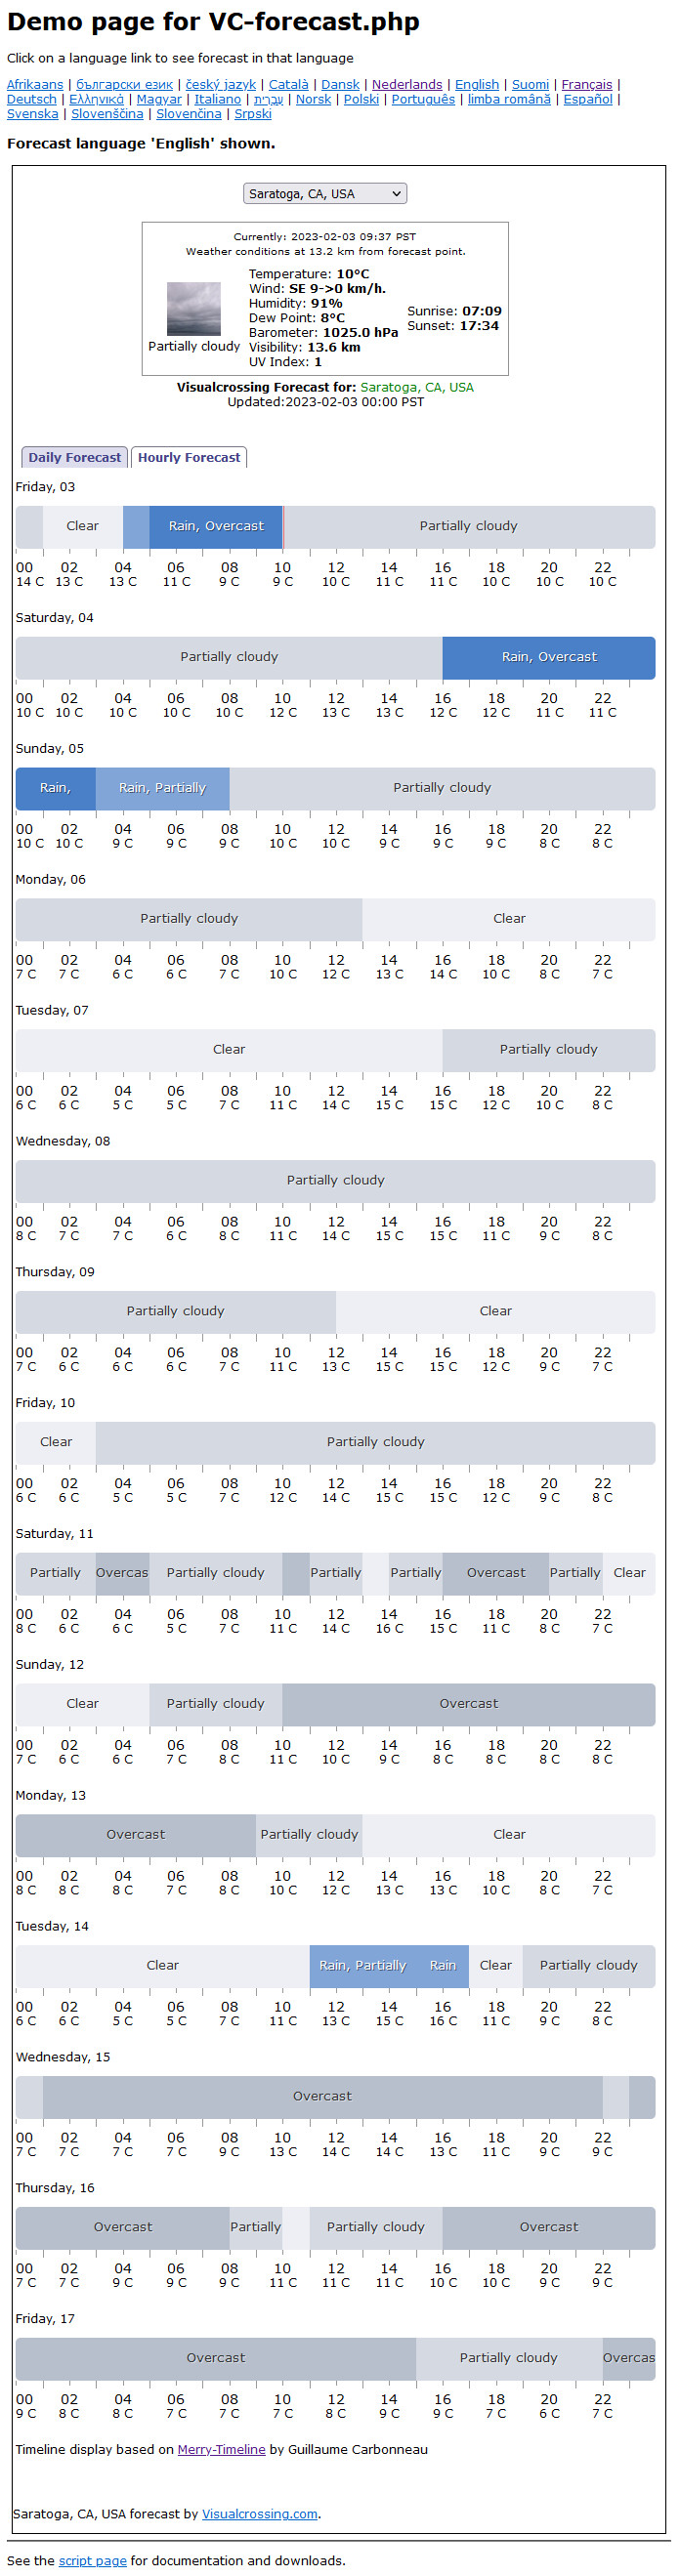 Demo page for VC-forecast.php
Click on a language link to see forecast in that language
Afrikaans | български език | český jazyk | Català | Dansk | Nederlands | English | Suomi | Français |
Deutsch | Ελληνικά | Magyar | Italiano | עִבְרִית | Norsk | Polski | Português | limba română | Español |
Svenska | Slovenščina | Slovenčina | Srpski
Forecast language 'English' shown.
Saratoga, CA, USA
Currently: 2023-02-03 09:37 PST
Weather conditions at 13.2 km from forecast point.
Temperature: 10°C
Wind: SE 9->0 km/h.
Humidity: 91%
Dew Point: 8°C
Barometer: 1025.0 hPa
Visibility: 13.6 km
UV Index: 1
Partially cloudy
Sunrise: 07:09
Sunset: 17:34
Visualcrossing Forecast for: Saratoga, CA, USA
Updated:2023-02-03 00:00 PST
Daily Forecast Hourly Forecast
Friday, 03
Clear Rain, Overcast Partially cloudy
00 02 04 06 08 10 12 14 16 18 20 22
14 C 13 C 13 C 11 C 9 C 9 C 10 C 11 C 11 C 10 C 10 C 10 C
Saturday, 04
Partially cloudy Rain, Overcast
00 02 04 06 08 10 12 14 16 18 20 22
10 C 10 C 10 C 10 C 10 C 12 C 13 C 13 C 12 C 12 C 11 C 11 C
Sunday, 05
Rain, Rain, Partially Partially cloudy
00 02 04 06 08 10 12 14 16 18 20 22
10 C 10 C 9 C 9 C 9 C 10 C 10 C 9 C 9 C 9 C 8 C 8 C
Monday, 06
Partially cloudy Clear
00 02 04 06 08 10 12 14 16 18 20 22
7 C 7 C 6 C 6 C 7 C 10 C 12 C 13 C 14 C 10 C 8 C 7 C
Tuesday, 07
Clear Partially cloudy
00 02 04 06 08 10 12 14 16 18 20 22
6 C 6 C 5 C 5 C 7 C 11 C 14 C 15 C 15 C 12 C 10 C 8 C
Wednesday, 08
Partially cloudy
00 02 04 06 08 10 12 14 16 18 20 22
8 C 7 C 7 C 6 C 8 C 11 C 14 C 15 C 15 C 11 C 9 C 8 C
Thursday, 09
Partially cloudy Clear
00 02 04 06 08 10 12 14 16 18 20 22
7 C 6 C 6 C 6 C 7 C 11 C 13 C 15 C 15 C 12 C 9 C 7 C
Friday, 10
Clear Partially cloudy
00 02 04 06 08 10 12 14 16 18 20 22
6 C 6 C 5 C 5 C 7 C 12 C 14 C 15 C 15 C 12 C 9 C 8 C
Saturday, 11
Partially Overcas Partially cloudy Partially Partially Overcast Partially Clear
00 02 04 06 08 10 12 14 16 18 20 22
8 C 6 C 6 C 5 C 7 C 11 C 14 C 16 C 15 C 11 C 8 C 7 C
Sunday, 12
Clear Partially cloudy Overcast
00 02 04 06 08 10 12 14 16 18 20 22
7 C 6 C 6 C 7 C 8 C 11 C 10 C 9 C 8 C 8 C 8 C 8 C
Monday, 13
Overcast Partially cloudy Clear
00 02 04 06 08 10 12 14 16 18 20 22
8 C 8 C 8 C 7 C 8 C 10 C 12 C 13 C 13 C 10 C 8 C 7 C
Tuesday, 14
Clear Rain, Partially Rain Clear Partially cloudy
00 02 04 06 08 10 12 14 16 18 20 22
6 C 6 C 5 C 5 C 7 C 11 C 13 C 15 C 16 C 11 C 9 C 8 C
Wednesday, 15
Overcast
00 02 04 06 08 10 12 14 16 18 20 22
7 C 7 C 7 C 7 C 9 C 13 C 14 C 14 C 13 C 11 C 9 C 9 C
Thursday, 16
Overcast Partially Partially cloudy Overcast
00 02 04 06 08 10 12 14 16 18 20 22
7 C 7 C 9 C 9 C 9 C 11 C 11 C 11 C 10 C 10 C 9 C 9 C
Friday, 17
Overcast Partially cloudy Overcas
00 02 04 06 08 10 12 14 16 18 20 22
9 C 8 C 8 C 7 C 7 C 7 C 8 C 9 C 9 C 7 C 6 C 7 C
Timeline display based on Merry-Timeline by Guillaume Carbonneau
Saratoga, CA, USA forecast by Visualcrossing.com.
See the script page for documentation and downloads.